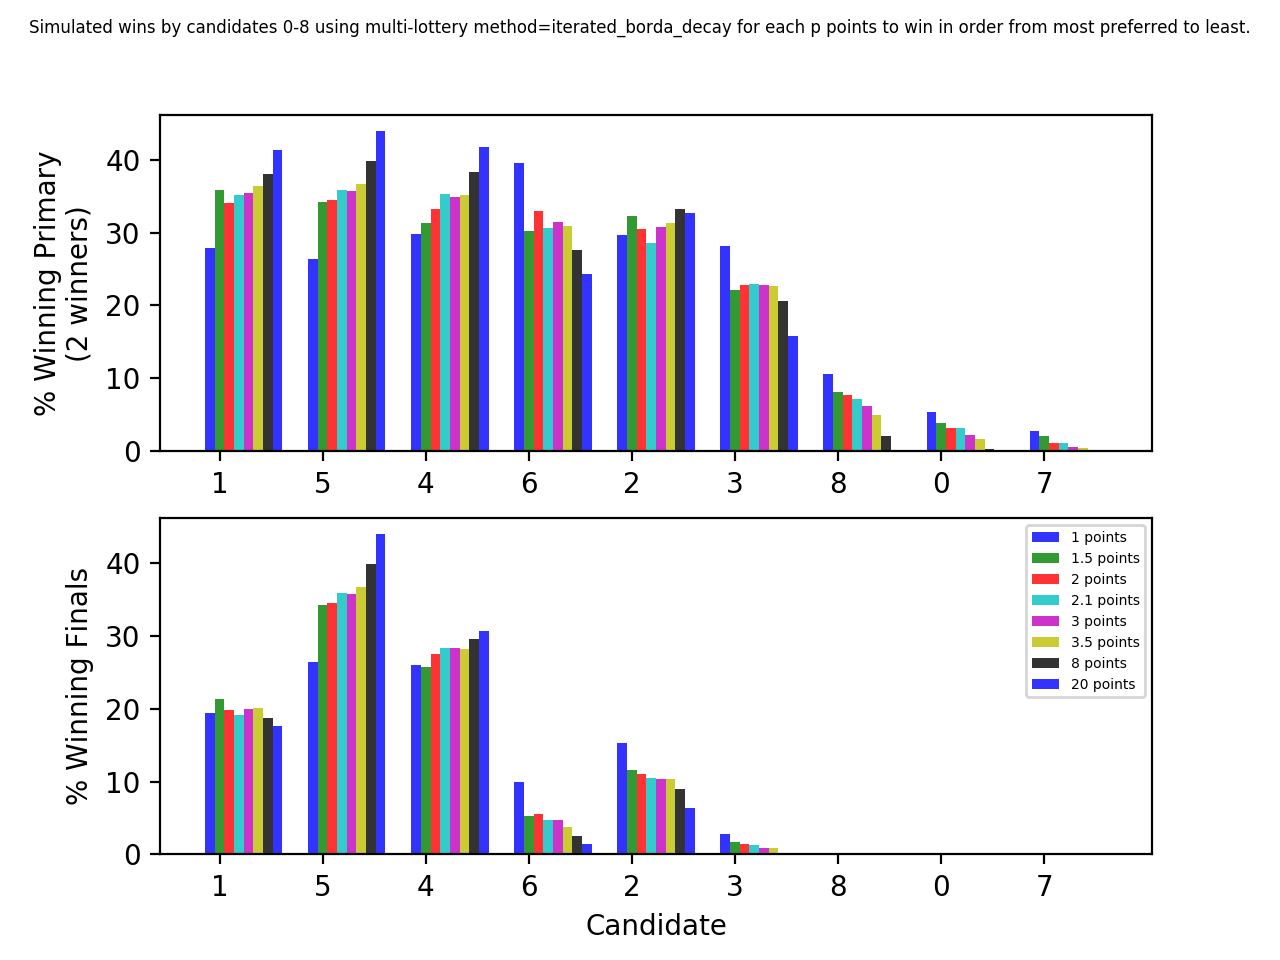 Simulated wins by candidates 0-8 using multi-lottery method=iterated_borda_decay for each p points to win in order from most preferred to least.
% Winning Primary
(2 winners)
40
30
20
10
0
1 5 4 6 2 3 8 0 7
% Winning Finals
40
30
20
10
0
1 points
1.5 points
2 points
2.1 points
3 points
3.5 points
8 points
20 points
1 5 4 6 2 3 8 0 7
Candidate